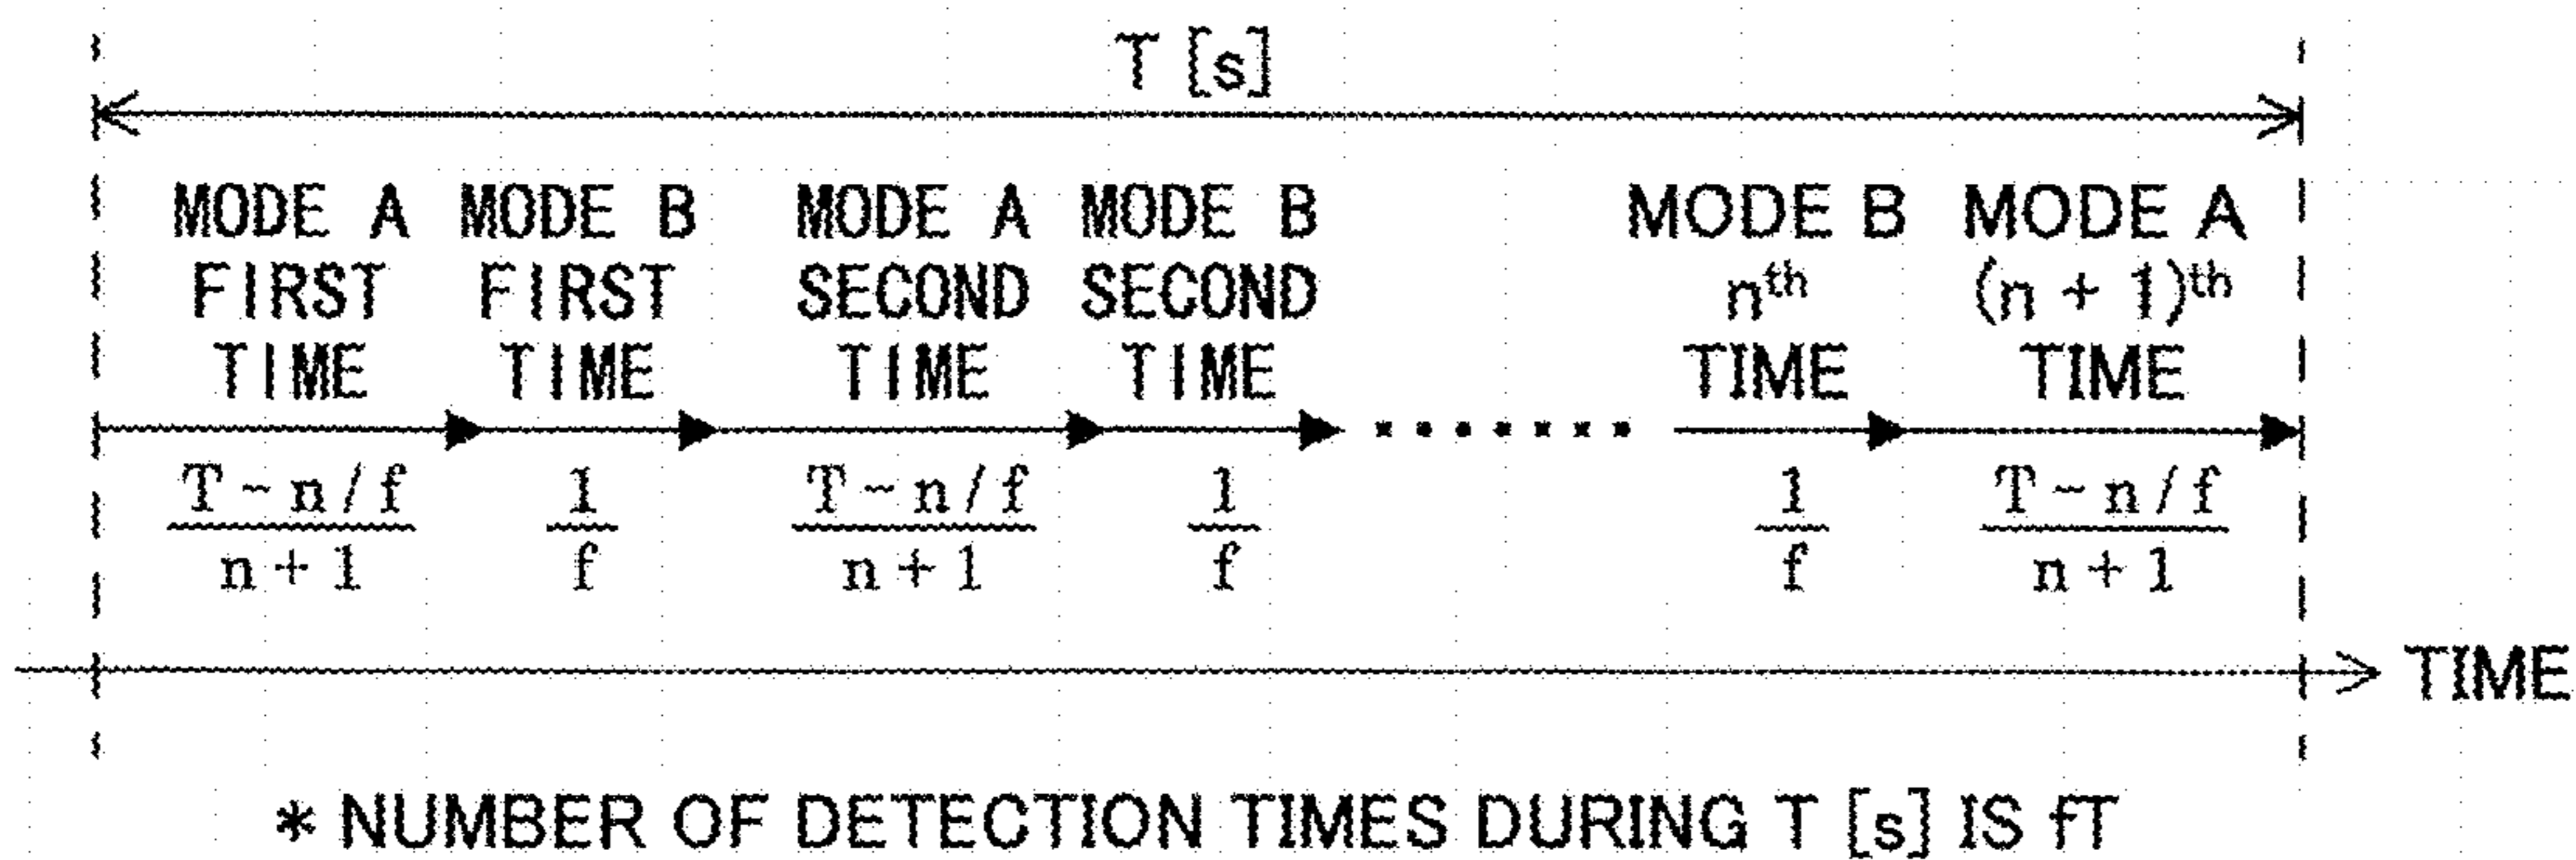 T [s]
MODE A MODE B MODE A MODE B MODE B MODE A
FIRST FIRST SECOND SECOND nth (n + 1)th
TIME TIME TIME TIME TIME TIME
T-n/f 1 T-n/f 1 1 T-n/f
n+1 f n+1 f f n+1
TIME
* NUMBER OF DETECTION TIMES DURING T [s] IS fT